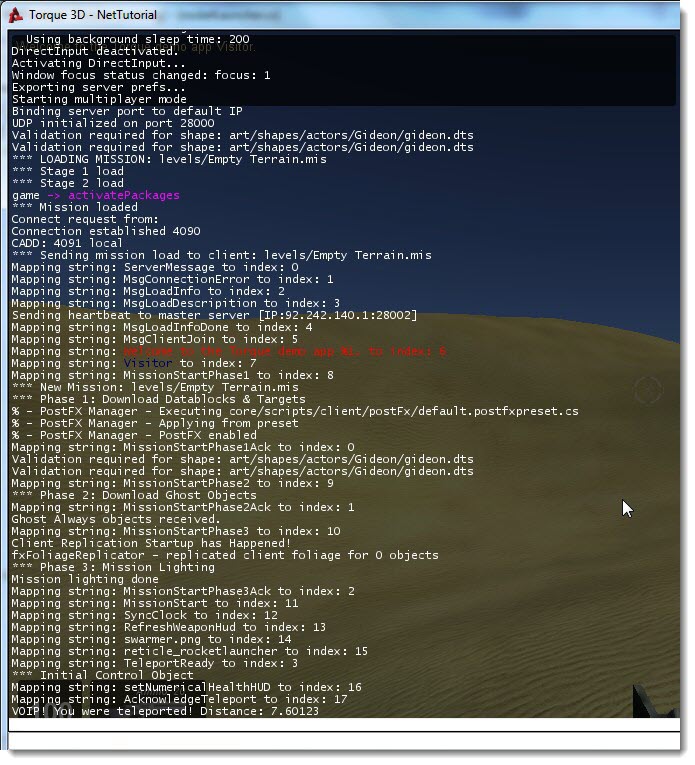 Torque 3D - NetTutorial
Using background sleep time: 200
DirectInput deactivated.
Activating DirectInput...
Window focus status changed: focus: 1
Exporting server prefs...
Starting multiplayer mode
Binding server port to default IP
UDP initialized on port 28000
Validation required for shape: art/shapes/actors/Gideon/gideon.dts
Validation required for shape: art/shapes/actors/Gideon/gideon.dts
*** LOADING MISSION: levels/Empty Terrain.mis
*** Stage 1 load
*** Stage 2 load
game -> activatePackages
*** Mission loaded
Connect request from:
Connection established 4090
CADD: 4091 local
*** Sending mission load to client: levels/Empty Terrain.mis
Mapping string: ServerMessage to index: 0
Mapping string: MsgConnectionError to index: 1
Mapping string: MsgLoadInfo to index: 2
Mapping string: MsgLoadDescripition to index: 3
Sending heartbeat to master server [IP:92.242.140.1:28002]
Mapping string: MsgLoadInfoDone to index: 4
Mapping string: MsgClientJoin to index: 5
Mapping string: Welcome to the Torque demo app %1. to index: 6
Mapping string: Visitor to index: 7
Mapping string: MissionStartPhase1 to index: 8
*** New Mission: levels/Empty Terrain.mis
*** Phase 1: Download Datablocks & Targets
% - PostFX Manager - Executing core/scripts/client/postFx/default.postfxpreset.cs
% - PostFX Manager - Applying from preset
% - PostFX Manager - PostFX enabled
Mapping string: MissionStartPhase1Ack to index: 0
Validation required for shape: art/shapes/actors/Gideon/gideon.dts
Validation required for shape: art/shapes/actors/Gideon/gideon.dts
Mapping string: MissionStartPhase2 to index: 9
*** Phase 2: Download Ghost Objects
Mapping string: MissionStartPhase2Ack to index: 1
Ghost Always objects received.
Mapping string: MissionStartPhase3 to index: 10
Client Replication Startup has Happened!
fxFoliageReplicator - replicated client foliage for 0 objects
*** Phase 3: Mission Lighting
Mission lighting done
Mapping string: MissionStartPhase3Ack to index: 2
Mapping string: MissionStart to index: 11
Mapping string: SyncClock to index: 12
Mapping string: RefreshWeaponHud to index: 13
Mapping string: swarmer.png to index: 14
Mapping string: reticle_rocketlauncher to index: 15
Mapping string: TeleportReady to index: 3
*** Initial Control Object
Mapping string: setNumericalHealthHUD to index: 16
Mapping string: AcknowledgeTeleport to index: 17
VOIP! You were teleported! Distance: 7.60123